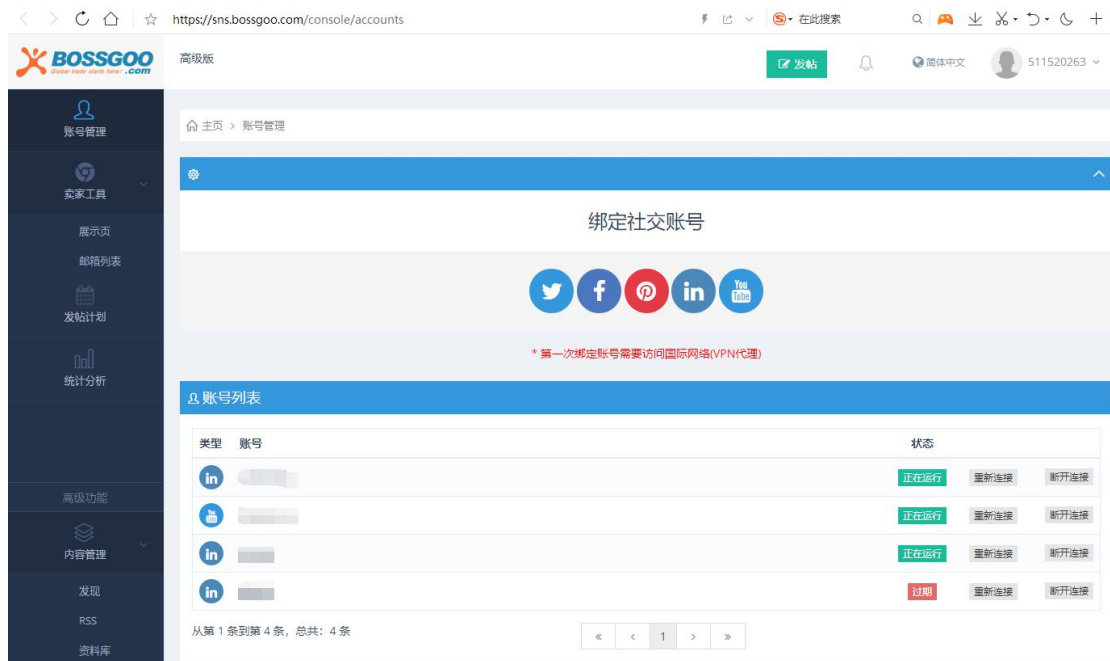 https://sns.bossgoo.com/console/accounts
在此搜索
BOSSGOO
Global trade starts here! .com
高级版
发帖
简体中文
511520263
账号管理
卖家工具
展示页
邮箱列表
发帖计划
统计分析
高级功能
内容管理
发现
RSS
资料库
主页 > 账号管理
绑定社交账号
in
You Tube
* 第一次绑定账号需要访问国际网络(VPN代理)
账号列表
类型 账号 状态
in 正在运行 重新连接 断开连接
You Tube 正在运行 重新连接 断开连接
in 正在运行 重新连接 断开连接
in 过期 重新连接 断开连接
从第 1 条到第 4 条，总共：4 条
« ‹ 1 › »